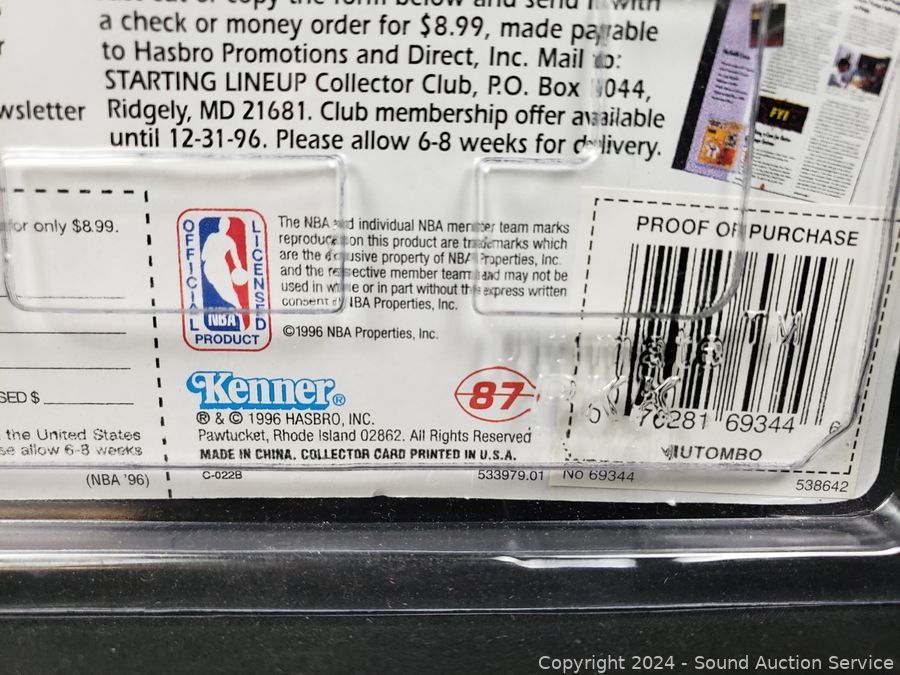 a check or money order for $8.99, made payable
to Hasbro Promotions and Direct, Inc. Mail to:
STARTING LINEUP Collector Club, P.O. Box 044,
wsletter
Ridgely, MD 21681. Club membership offer available
until 12-31-96. Please allow 6-8 weeks for delivery.
FYI
for only $8.99.
OFFICIAL LICENSED
NBA
PRODUCT
The NBA and individual NBA member team marks
reproduced on this product are trademarks which
are the exclusive property of NBA Properties, Inc.
and the respective member teams and may not be
used in whole or in part without the express written
consent of NBA Properties, Inc.
©1996 NBA Properties, Inc.
PROOF OF PURCHASE
SED $
Kenner®
87
® & © 1996 HASBRO, INC.
Pawtucket, Rhode Island 02862. All Rights Reserved
MADE IN CHINA. COLLECTOR CARD PRINTED IN U.S.A.
the United States
se allow 6-8 weeks
(NBA '96)
C-022B
533979.01
76281 69344 6
MUTOMBO
No 69344
538642
Copyright 2024 - Sound Auction Service